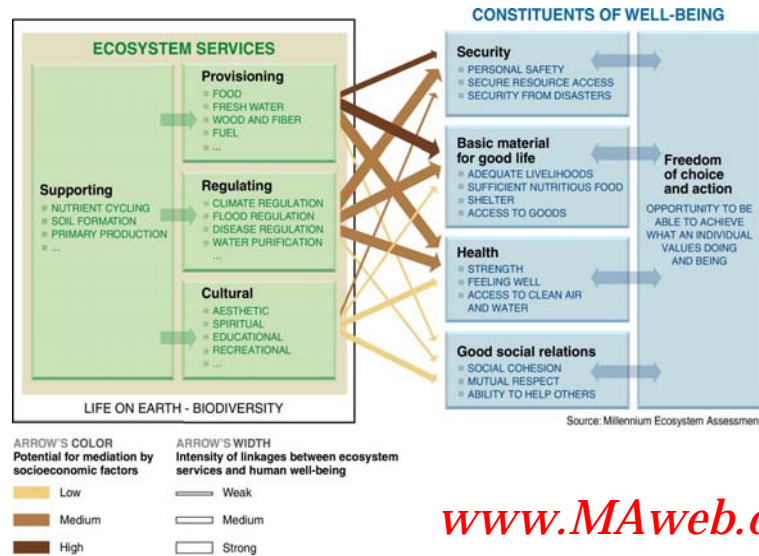 ECOSYSTEM SERVICES
Supporting
NUTRIENT CYCLING
SOIL FORMATION
PRIMARY PRODUCTION
...
Provisioning
FOOD
FRESH WATER
WOOD AND FIBER
FUEL
...
Regulating
CLIMATE REGULATION
FLOOD REGULATION
DISEASE REGULATION
WATER PURIFICATION
...
Cultural
AESTHETIC
SPIRITUAL
EDUCATIONAL
RECREATIONAL
...
LIFE ON EARTH - BIODIVERSITY
CONSTITUENTS OF WELL-BEING
Security
PERSONAL SAFETY
SECURE RESOURCE ACCESS
SECURITY FROM DISASTERS
Basic material
for good life
ADEQUATE LIVELIHOODS
SUFFICIENT NUTRITIOUS FOOD
SHELTER
ACCESS TO GOODS
Health
STRENGTH
FEELING WELL
ACCESS TO CLEAN AIR
AND WATER
Good social relations
SOCIAL COHESION
MUTUAL RESPECT
ABILITY TO HELP OTHERS
Freedom
of choice
and action
OPPORTUNITY TO BE
ABLE TO ACHIEVE
WHAT AN INDIVIDUAL
VALUES DOING
AND BEING
Source: Millennium Ecosystem Assessment
ARROW'S COLOR
Potential for mediation by
socioeconomic factors
Low
Medium
High
ARROW'S WIDTH
Intensity of linkages between ecosystem
services and human well-being
Weak
Medium
Strong
www.MAweb.